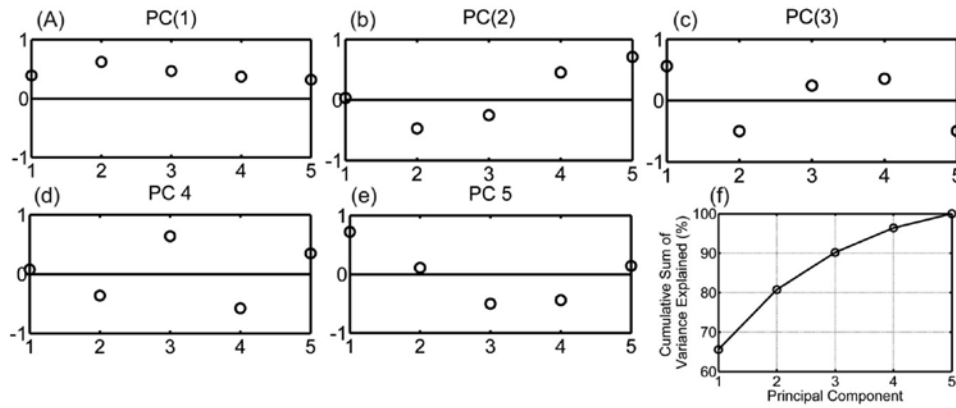 (A) PC(1)
1
0
-1
1 2 3 4 5
(b) PC(2)
1
0
-1
1 2 3 4 5
(c) PC(3)
1
0
-1
1 2 3 4 5
(d) PC 4
1
0
-1
1 2 3 4 5
(e) PC 5
1
0
-1
1 2 3 4 5
(f)
Cumulative Sum of
Variance Explained (%)
100
90
80
70
60
1 2 3 4 5
Principal Component